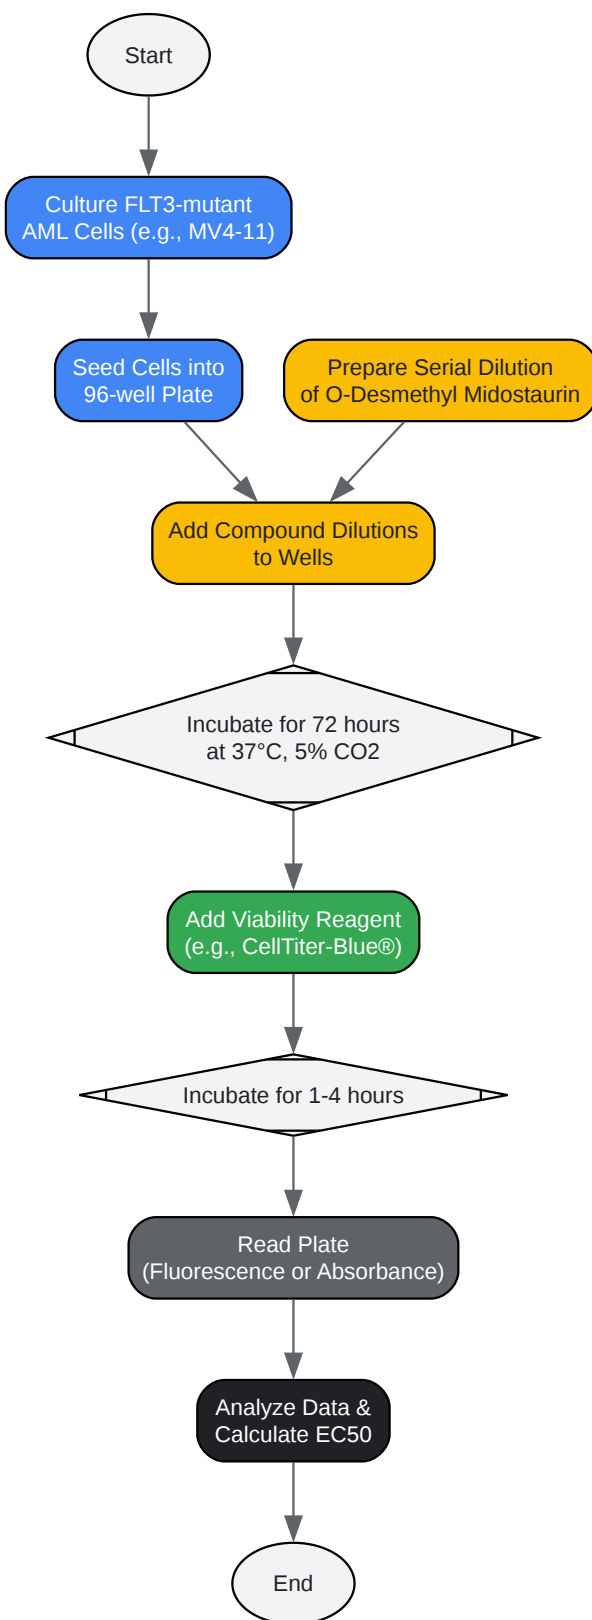 Start
Culture FLT3-mutant
AML Cells (e.g., MV4-11)
Seed Cells into
96-well Plate
Prepare Serial Dilution
of O-Desmethyl Midostaurin
Add Compound Dilutions
to Wells
Incubate for 72 hours
at 37°C, 5% CO2
Add Viability Reagent
(e.g., CellTiter-Blue®)
Incubate for 1-4 hours
Read Plate
(Fluorescence or Absorbance)
Analyze Data &
Calculate EC50
End